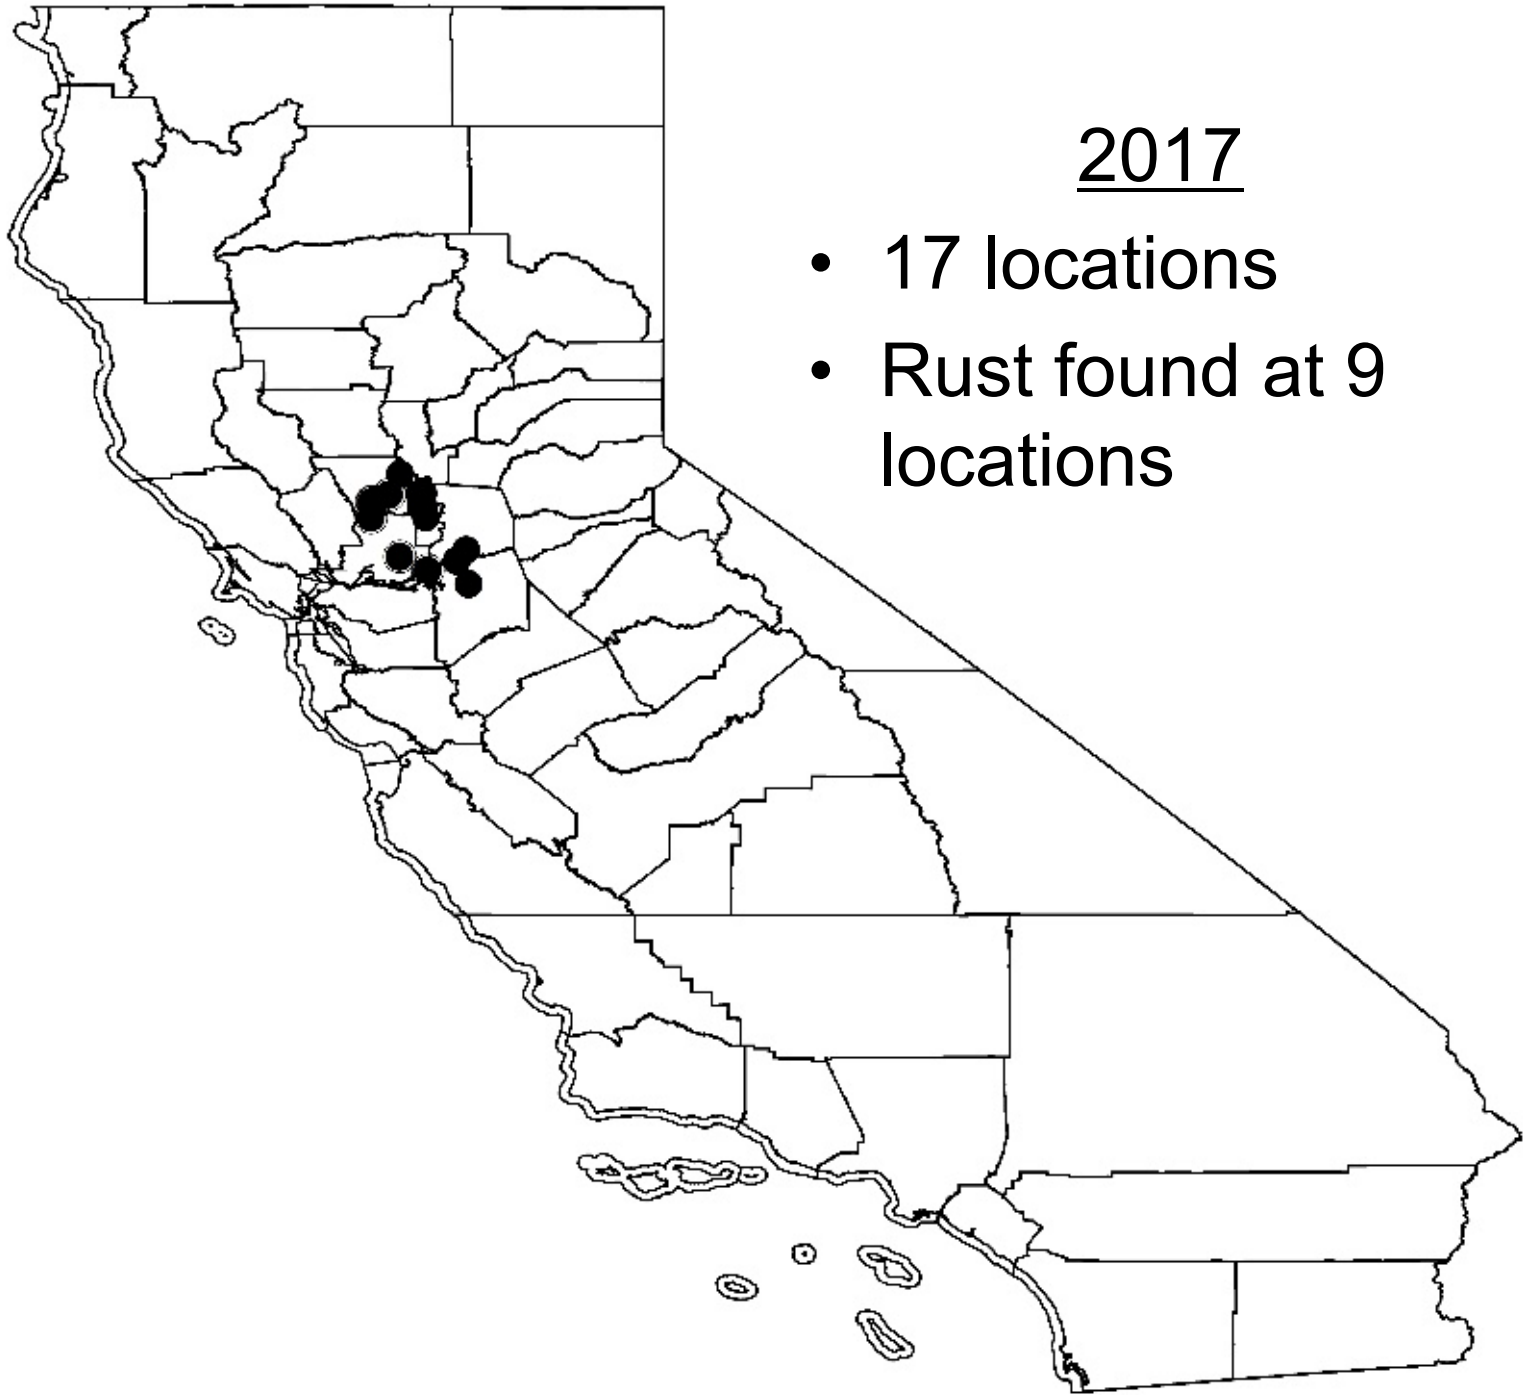 2017
• 17 locations
• Rust found at 9
locations